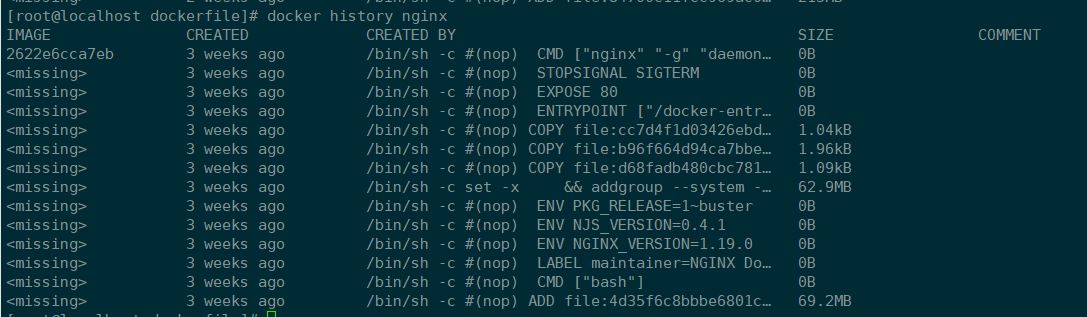 [root@localhost dockerfile]# docker history nginx
IMAGE CREATED CREATED BY SIZE COMMENT
2622e6cca7eb 3 weeks ago /bin/sh -c #(nop) CMD ["nginx" "-g" "daemon… 0B
<missing> 3 weeks ago /bin/sh -c #(nop) STOPSIGNAL SIGTERM 0B
<missing> 3 weeks ago /bin/sh -c #(nop) EXPOSE 80 0B
<missing> 3 weeks ago /bin/sh -c #(nop) ENTRYPOINT ["/docker-entr… 0B
<missing> 3 weeks ago /bin/sh -c #(nop) COPY file:cc7d4f1d03426ebd… 1.04kB
<missing> 3 weeks ago /bin/sh -c #(nop) COPY file:b96f664d94ca7bbe… 1.96kB
<missing> 3 weeks ago /bin/sh -c #(nop) COPY file:d68fadb480cbc781… 1.09kB
<missing> 3 weeks ago /bin/sh -c set -x && addgroup --system -… 62.9MB
<missing> 3 weeks ago /bin/sh -c #(nop) ENV PKG_RELEASE=1~buster 0B
<missing> 3 weeks ago /bin/sh -c #(nop) ENV NJS_VERSION=0.4.1 0B
<missing> 3 weeks ago /bin/sh -c #(nop) ENV NGINX_VERSION=1.19.0 0B
<missing> 3 weeks ago /bin/sh -c #(nop) LABEL maintainer=NGINX Do… 0B
<missing> 3 weeks ago /bin/sh -c #(nop) CMD ["bash"] 0B
<missing> 3 weeks ago /bin/sh -c #(nop) ADD file:4d35f6c8bbbe6801c… 69.2MB